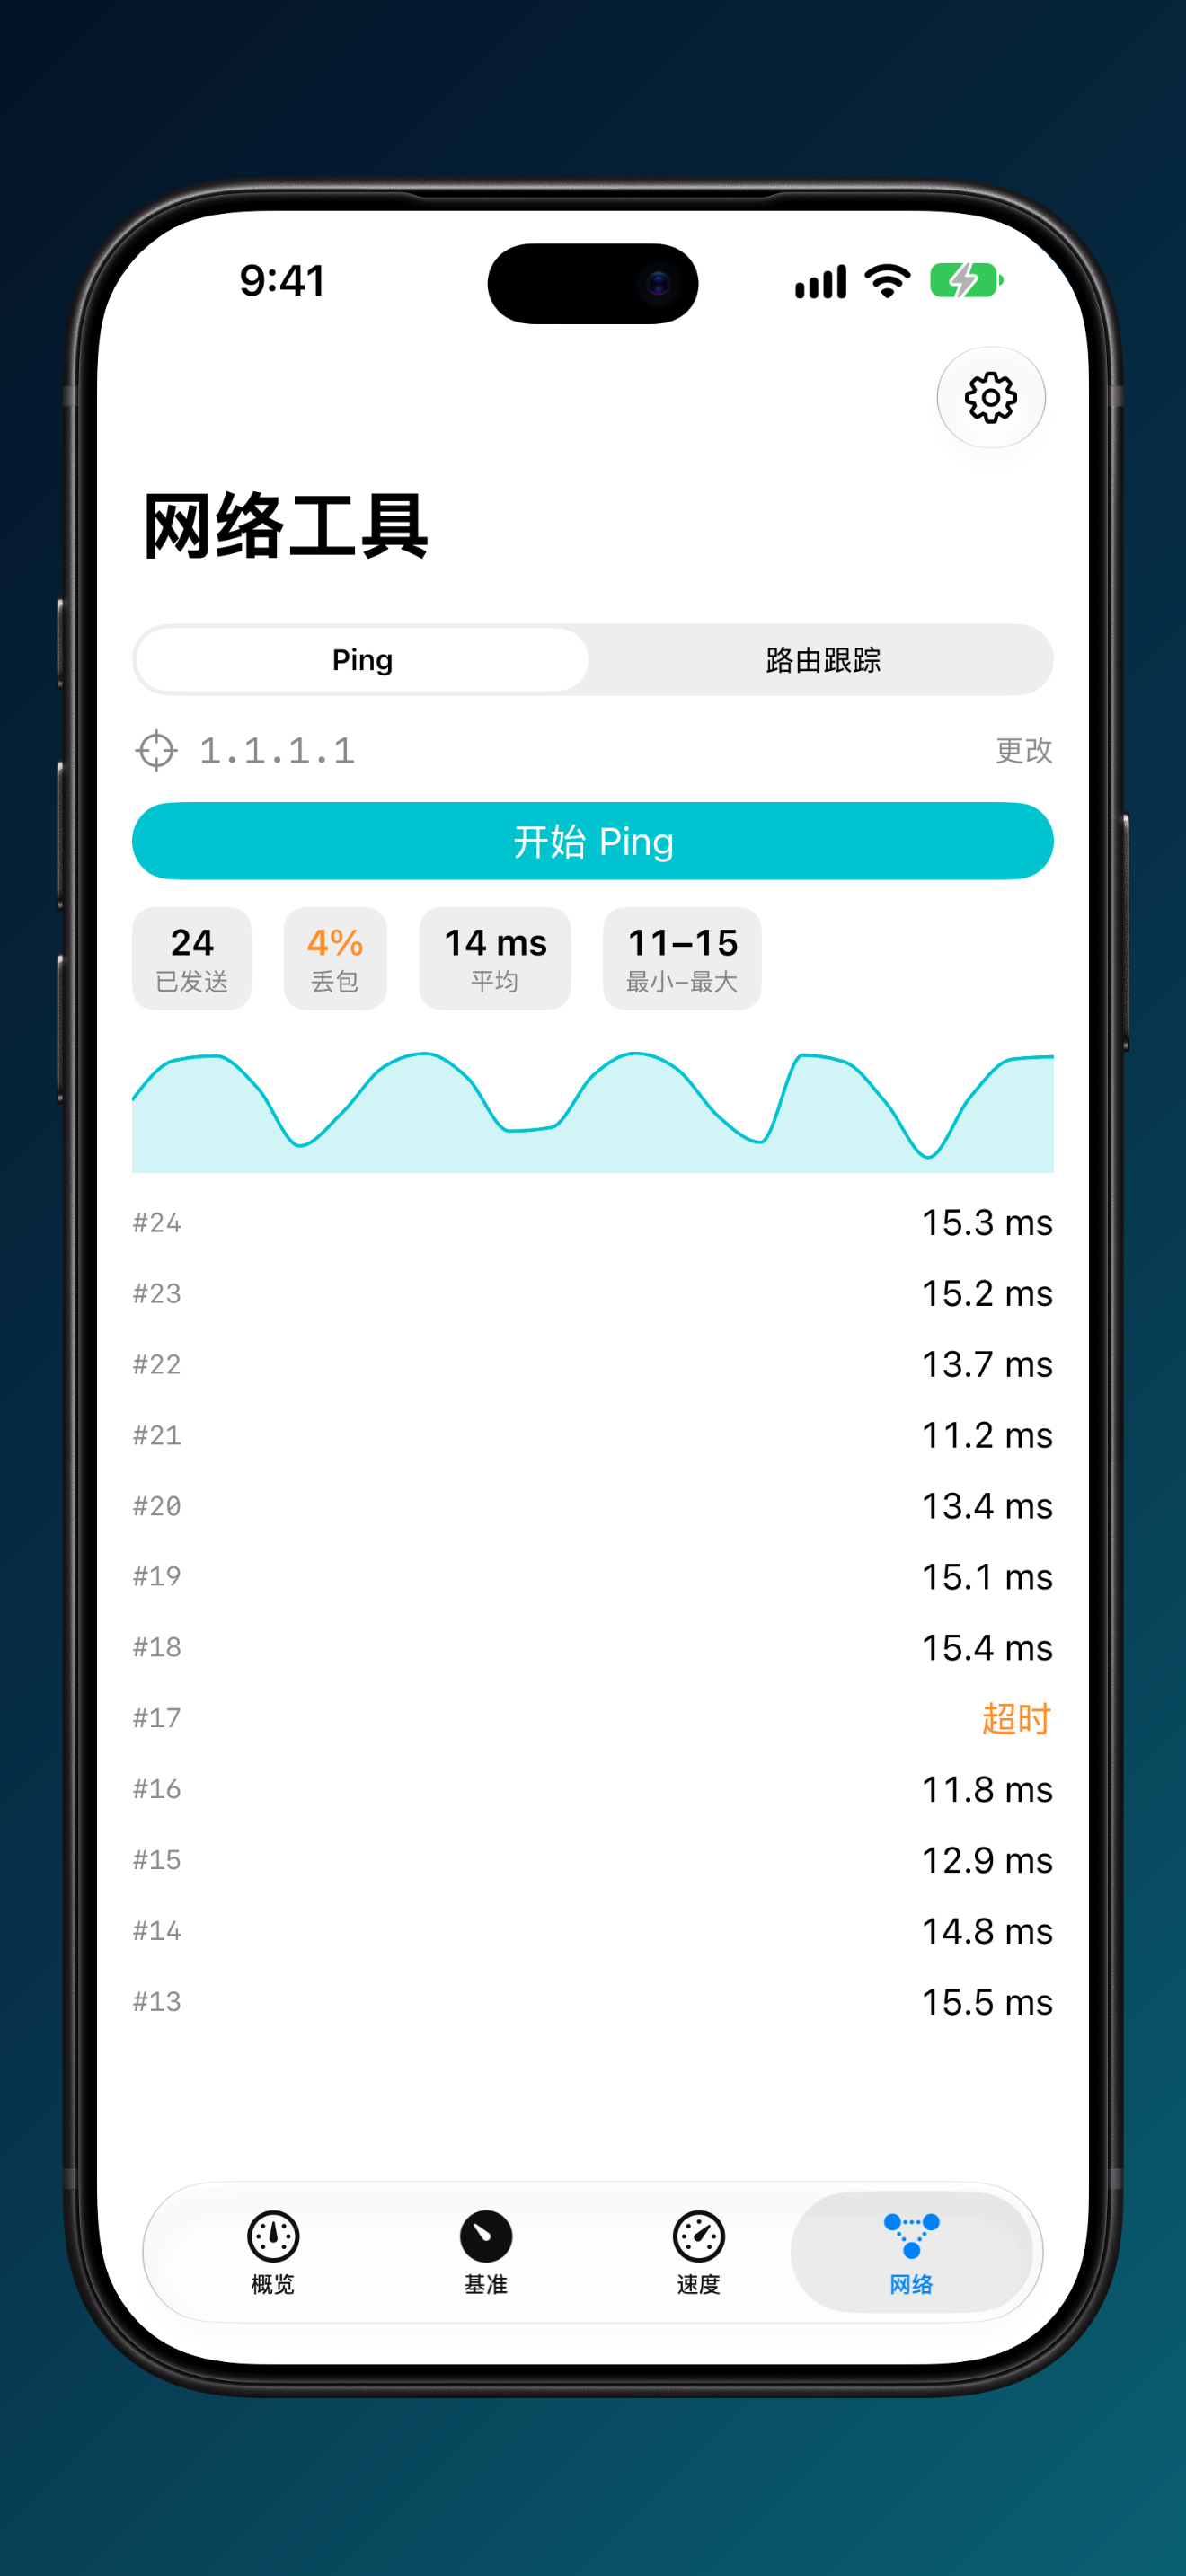 9:41
网络工具
Ping 路由跟踪
1.1.1.1 更改
开始 Ping
24 4% 14 ms 11–15
已发送 丢包 平均 最小–最大
#24 15.3 ms
#23 15.2 ms
#22 13.7 ms
#21 11.2 ms
#20 13.4 ms
#19 15.1 ms
#18 15.4 ms
#17 超时
#16 11.8 ms
#15 12.9 ms
#14 14.8 ms
#13 15.5 ms
概览 基准 速度 网络